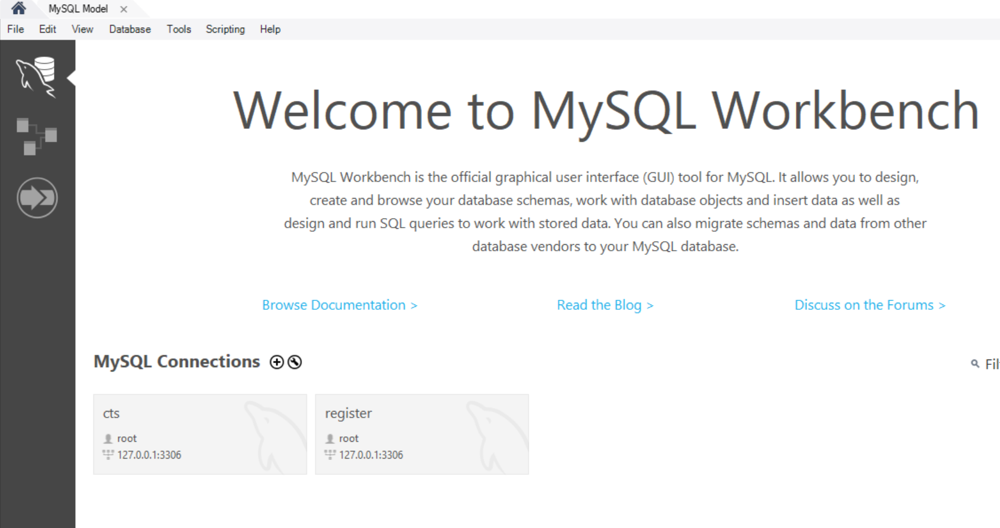 MySQL Model
File Edit View Database Tools Scripting Help
Welcome to MySQL Workbench
MySQL Workbench is the official graphical user interface (GUI) tool for MySQL. It allows you to design,
create and browse your database schemas, work with database objects and insert data as well as
design and run SQL queries to work with stored data. You can also migrate schemas and data from other
database vendors to your MySQL database.
Browse Documentation > Read the Blog > Discuss on the Forums >
MySQL Connections
cts
root
127.0.0.1:3306
register
root
127.0.0.1:3306